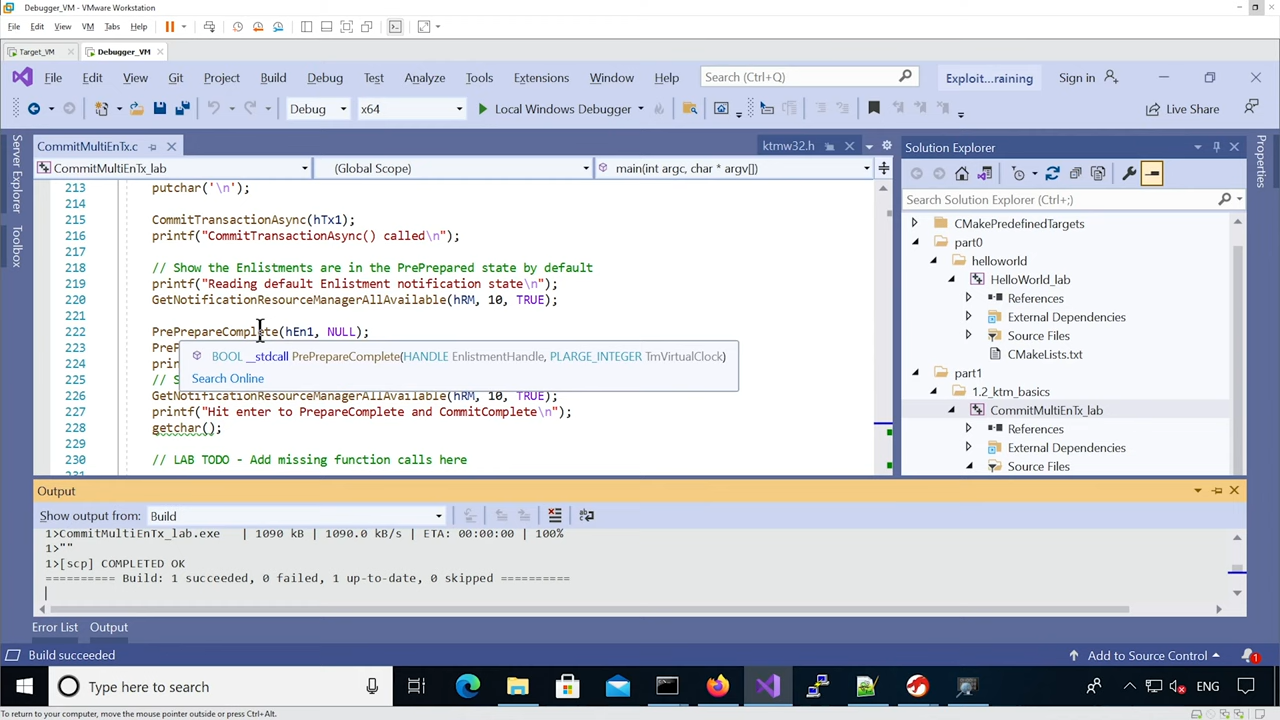 Debugger_VM - VMware Workstation
File Edit View VM Tabs Help
Target_VM Debugger_VM
File Edit View Git Project Build Debug Test Analyze Tools Extensions Window Help Search (Ctrl+Q) Exploit...raining Sign in
Debug x64 Local Windows Debugger Live Share
Server Explorer
Toolbox
CommitMultiEnTx.c ktmw32.h
CommitMultiEnTx_lab (Global Scope) main(int argc, char * argv[])
213 putchar('\n');
214
215 CommitTransactionAsync(hTx1);
216 printf("CommitTransactionAsync() called\n");
217
218 // Show the Enlistments are in the PrePrepared state by default
219 printf("Reading default Enlistment notification state\n");
220 GetNotificationResourceManagerAllAvailable(hRM, 10, TRUE);
221
222 PrePrepareComplete(hEn1, NULL);
223 PreP
BOOL __stdcall PrePrepareComplete(HANDLE EnlistmentHandle, PLARGE_INTEGER TmVirtualClock)
224 prin
Search Online
225 // S
226 GetNotificationResourceManagerAllAvailable(hRM, 10, TRUE);
227 printf("Hit enter to PrepareComplete and CommitComplete\n");
228 getchar();
229
230 // LAB TODO - Add missing function calls here
Solution Explorer
Search Solution Explorer (Ctrl+;)
CMakePredefinedTargets
part0
helloworld
HelloWorld_lab
References
External Dependencies
Source Files
CMakeLists.txt
part1
1.2_ktm_basics
CommitMultiEnTx_lab
References
External Dependencies
Source Files
Properties
Output
Show output from: Build
1>CommitMultiEnTx_lab.exe | 1090 kB | 1090.0 kB/s | ETA: 00:00:00 | 100%
1>""
1>[scp] COMPLETED OK
========== Build: 1 succeeded, 0 failed, 1 up-to-date, 0 skipped ==========
Error List Output
Build succeeded Add to Source Control 1
Type here to search ENG
To return to your computer, move the mouse pointer outside or press Ctrl+Alt.